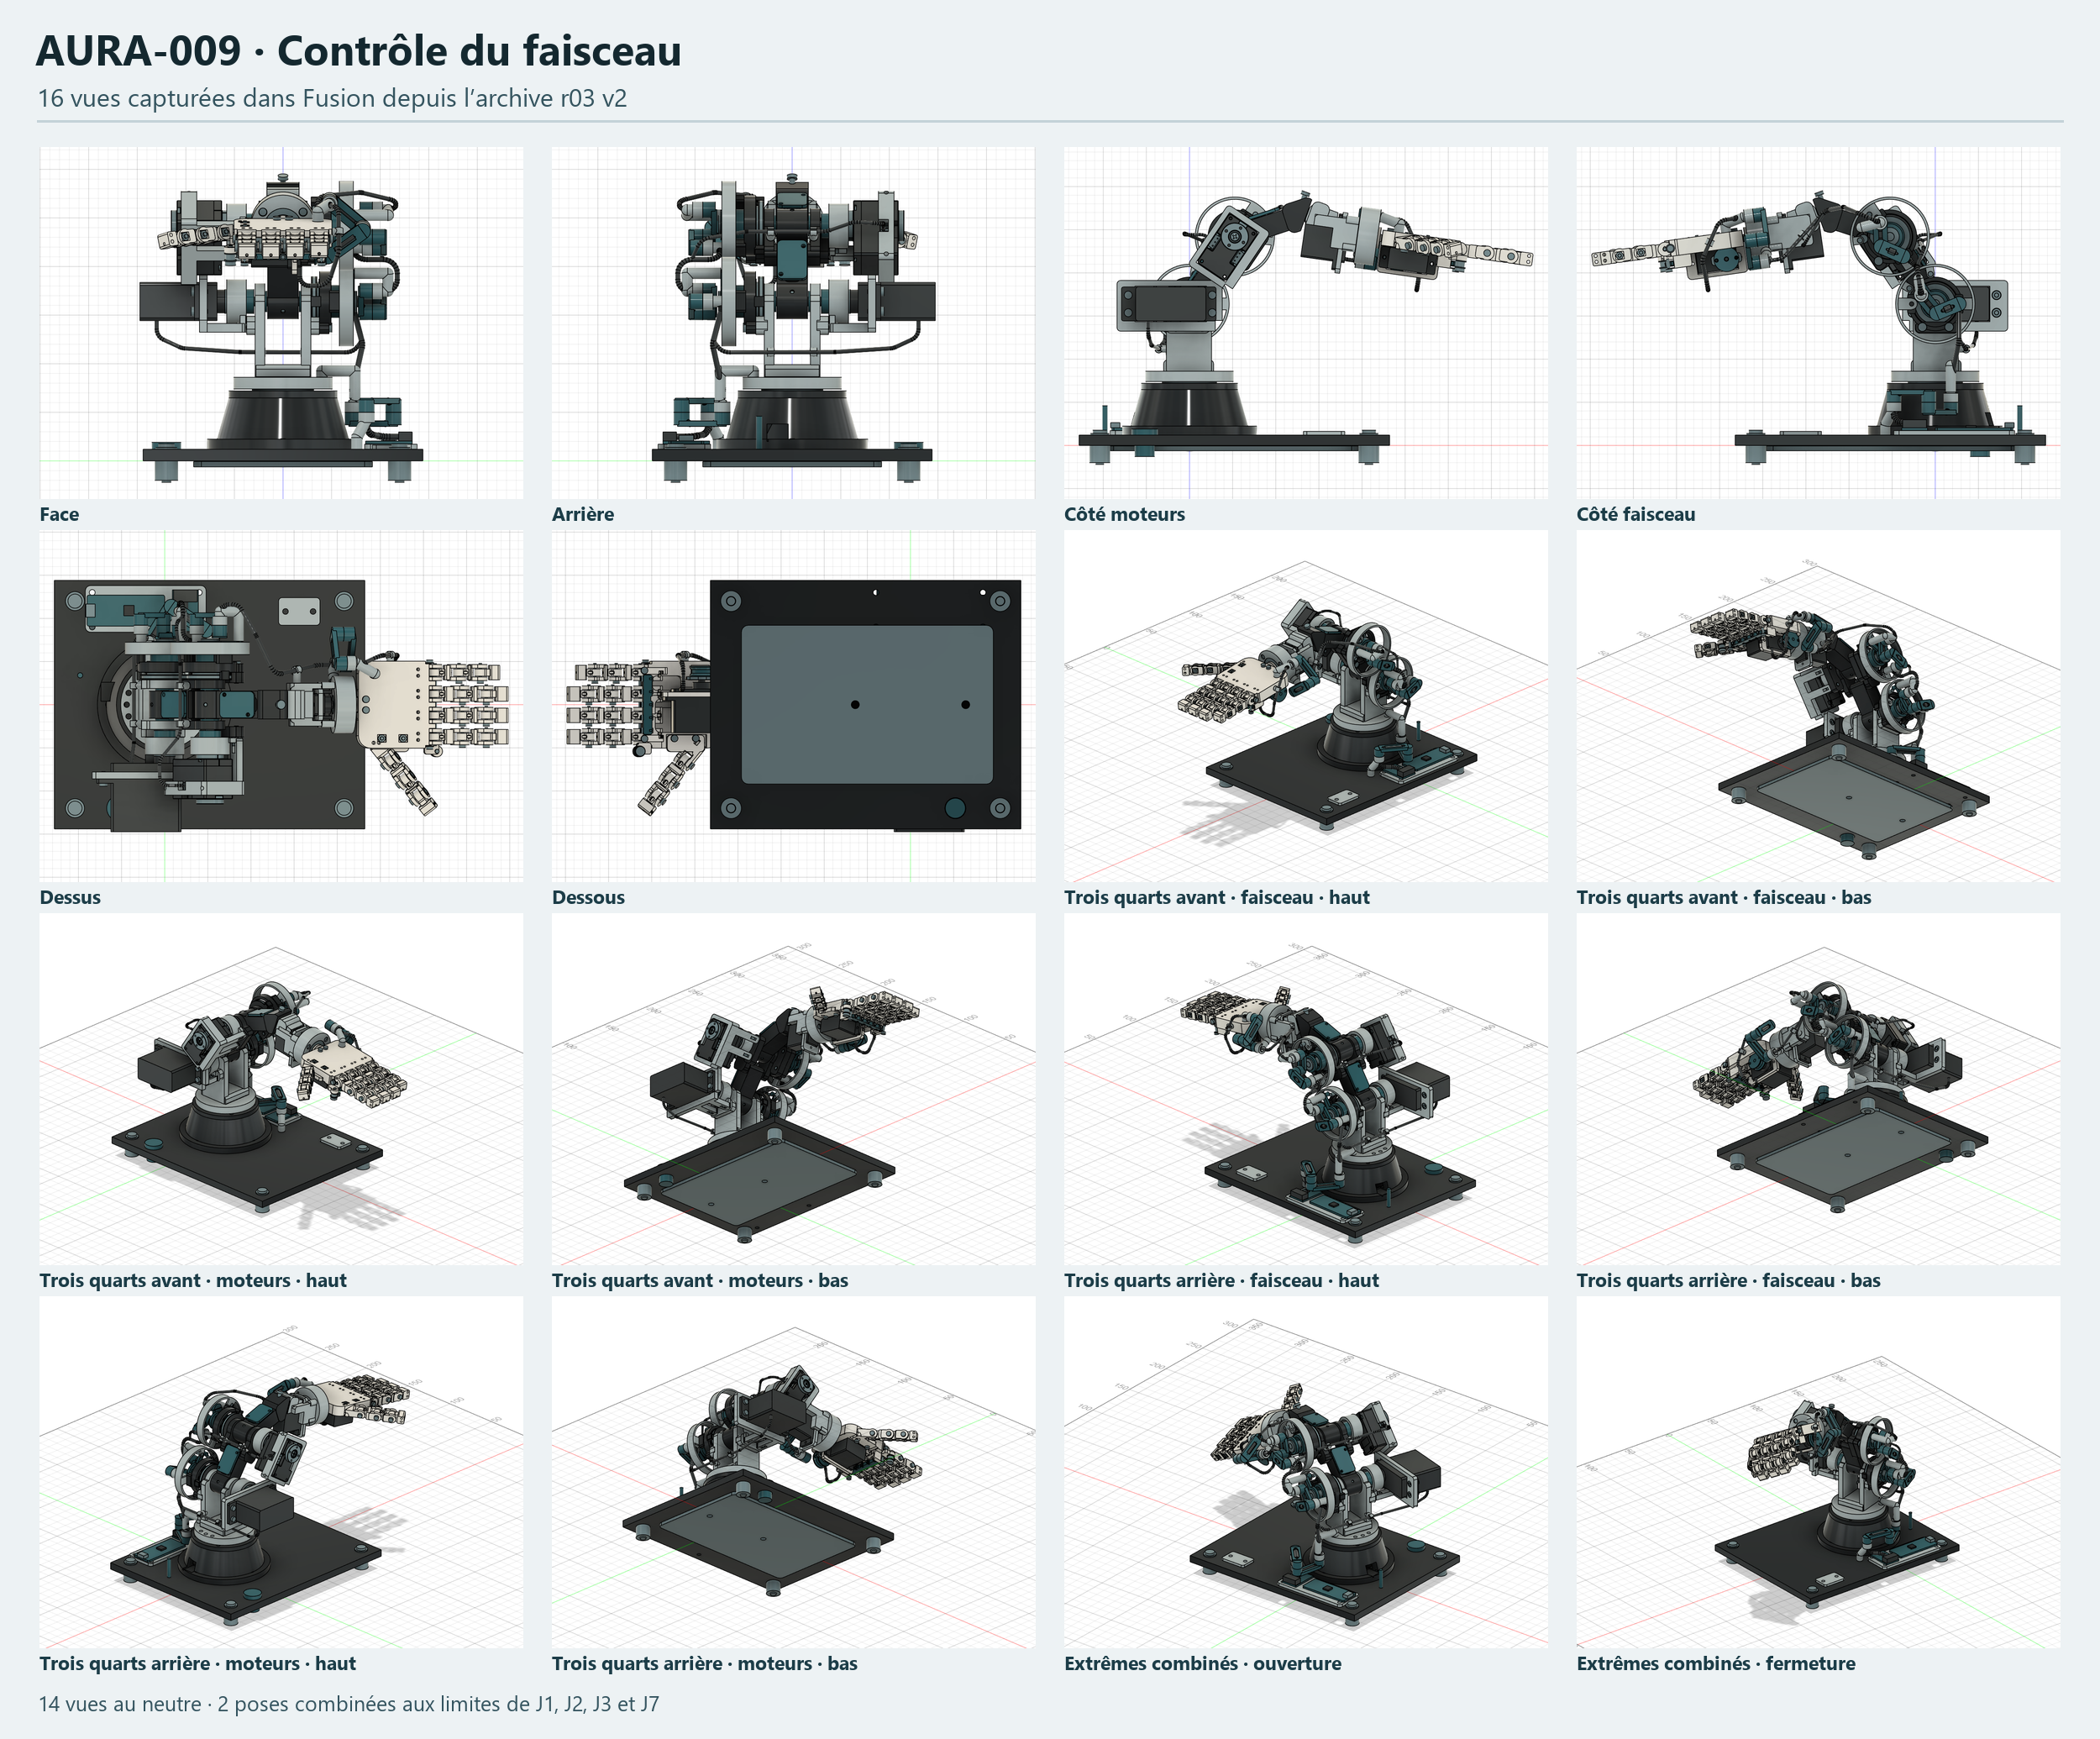 AURA-009 · Contrôle du faisceau
16 vues capturées dans Fusion depuis l’archive r03 v2
Face
Arrière
Côté moteurs
Côté faisceau
Dessus
Dessous
Trois quarts avant · faisceau · haut
Trois quarts avant · faisceau · bas
Trois quarts avant · moteurs · haut
Trois quarts avant · moteurs · bas
Trois quarts arrière · faisceau · haut
Trois quarts arrière · faisceau · bas
Trois quarts arrière · moteurs · haut
Trois quarts arrière · moteurs · bas
Extrêmes combinés · ouverture
Extrêmes combinés · fermeture
14 vues au neutre · 2 poses combinées aux limites de J1, J2, J3 et J7